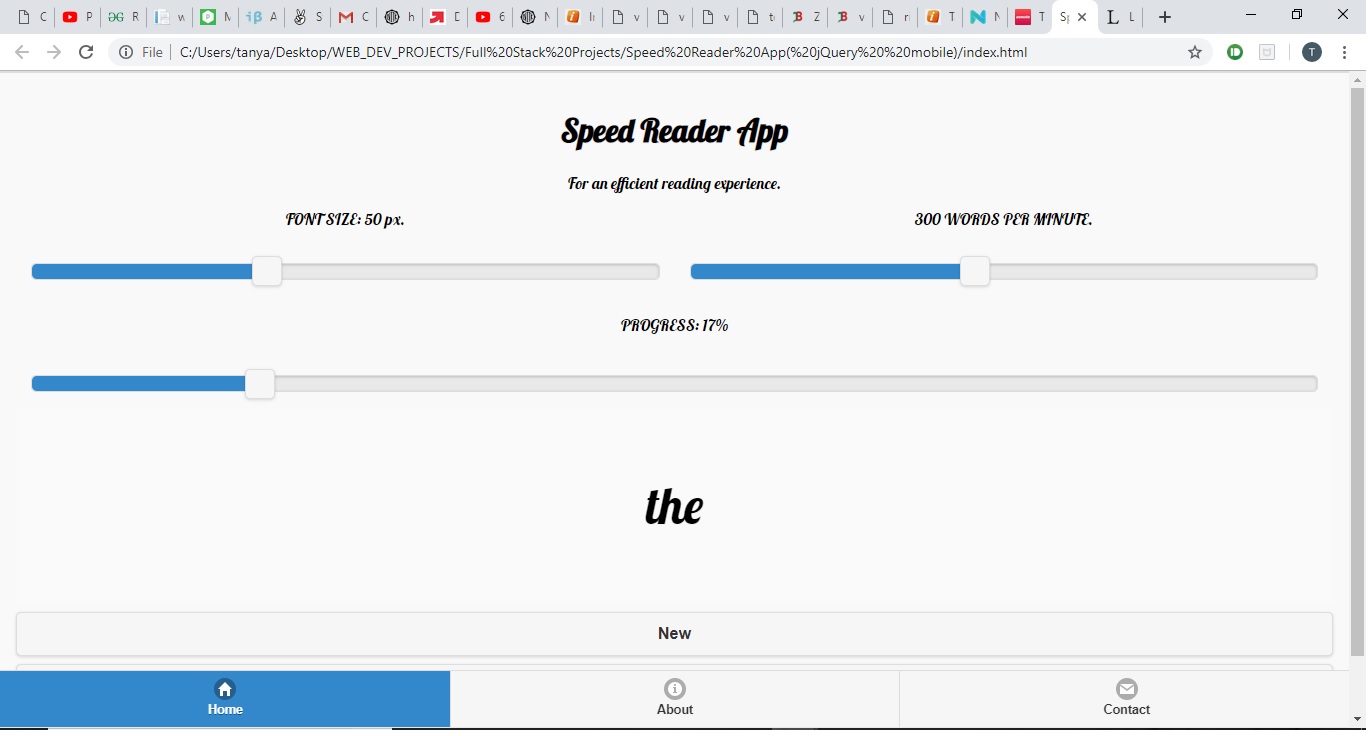 C P R w M A S M C h D 6 N In v v v t Z v r T N T Sp L
File C:/Users/tanya/Desktop/WEB_DEV_PROJECTS/Full%20Stack%20Projects/Speed%20Reader%20App(%20jQuery%20%20mobile)/index.html T
Speed Reader App
For an efficient reading experience.
FONT SIZE: 50 px. 300 WORDS PER MINUTE.
PROGRESS: 17%
the
New
Home About Contact